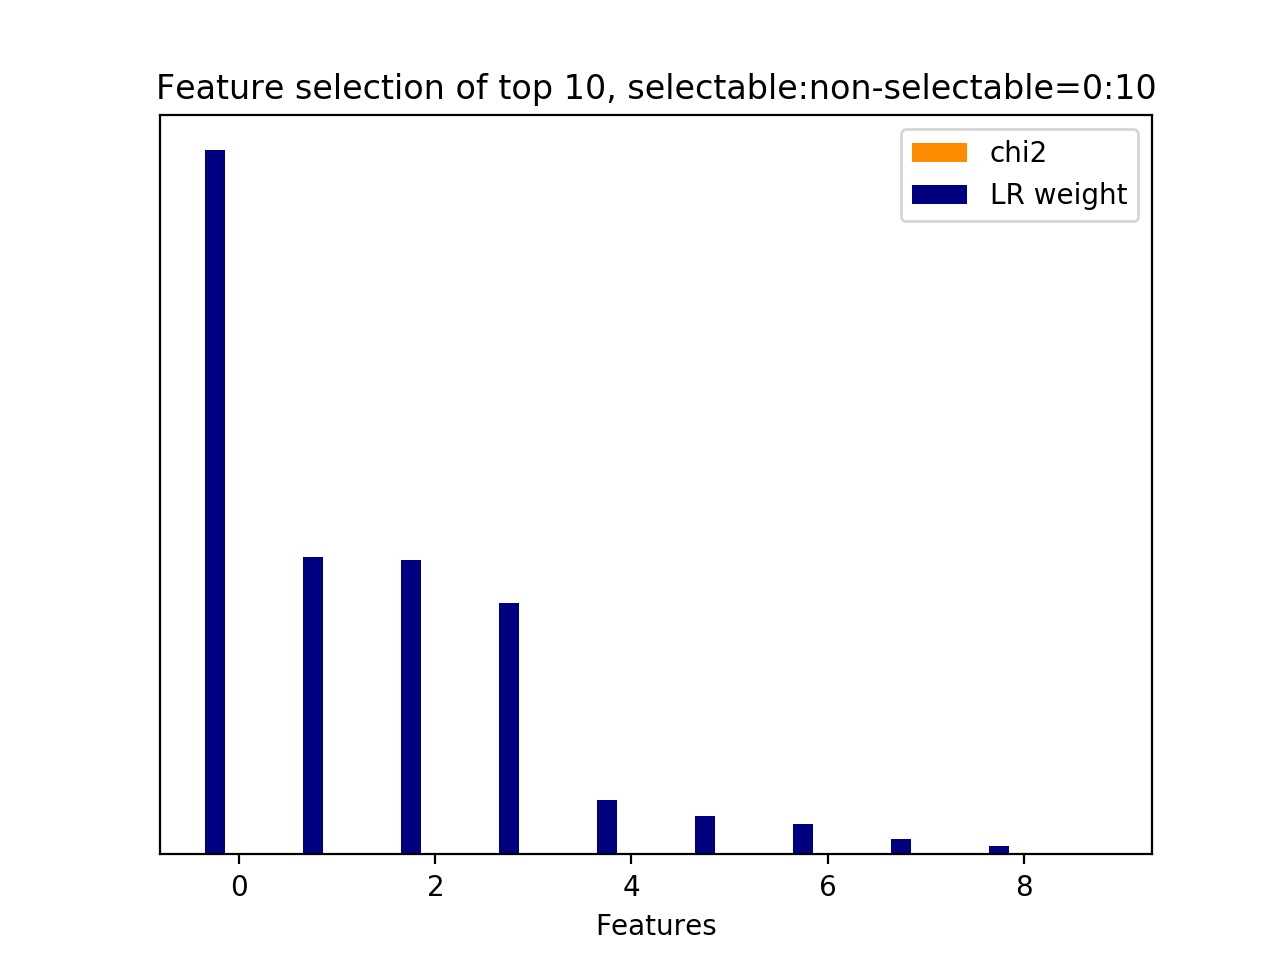 Feature selection of top 10, selectable:non-selectable=0:10
chi2
LR weight
0 2 4 6 8
Features